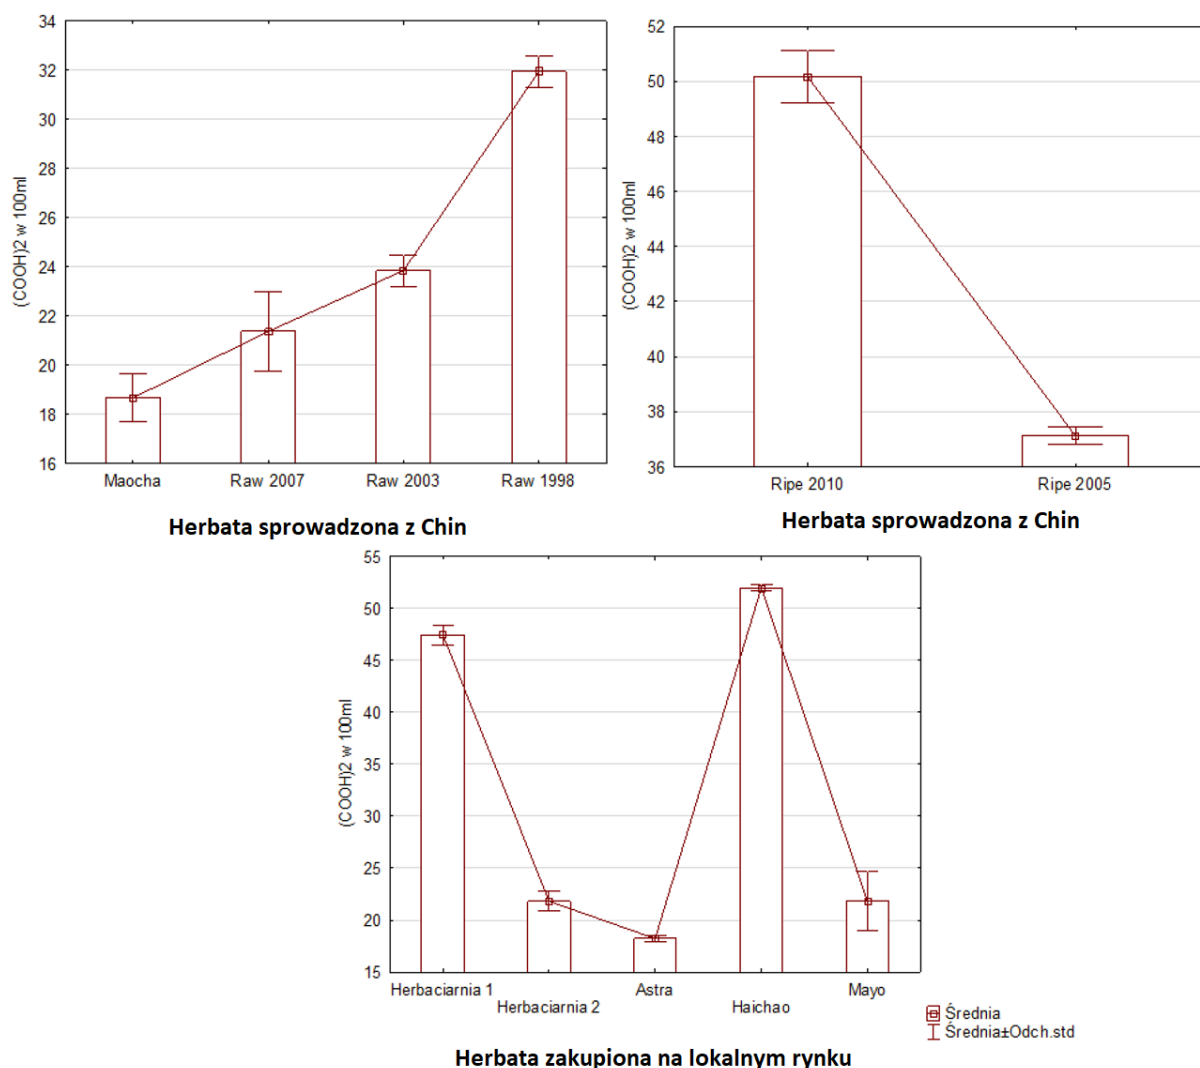 34
32
30
28
26
24
22
20
18
16
(COOH)2 w 100ml
Maocha Raw 2007 Raw 2003 Raw 1998
Herbata sprowadzona z Chin
52
50
48
46
44
42
40
38
36
(COOH)2 w 100ml
Ripe 2010 Ripe 2005
Herbata sprowadzona z Chin
55
50
45
40
35
30
25
20
15
(COOH)2 w 100ml
Herbaciarnia 1 Astra Mayo
Herbaciarnia 2 Haichao
Średnia
Średnia±Odch.std
Herbata zakupiona na lokalnym rynku